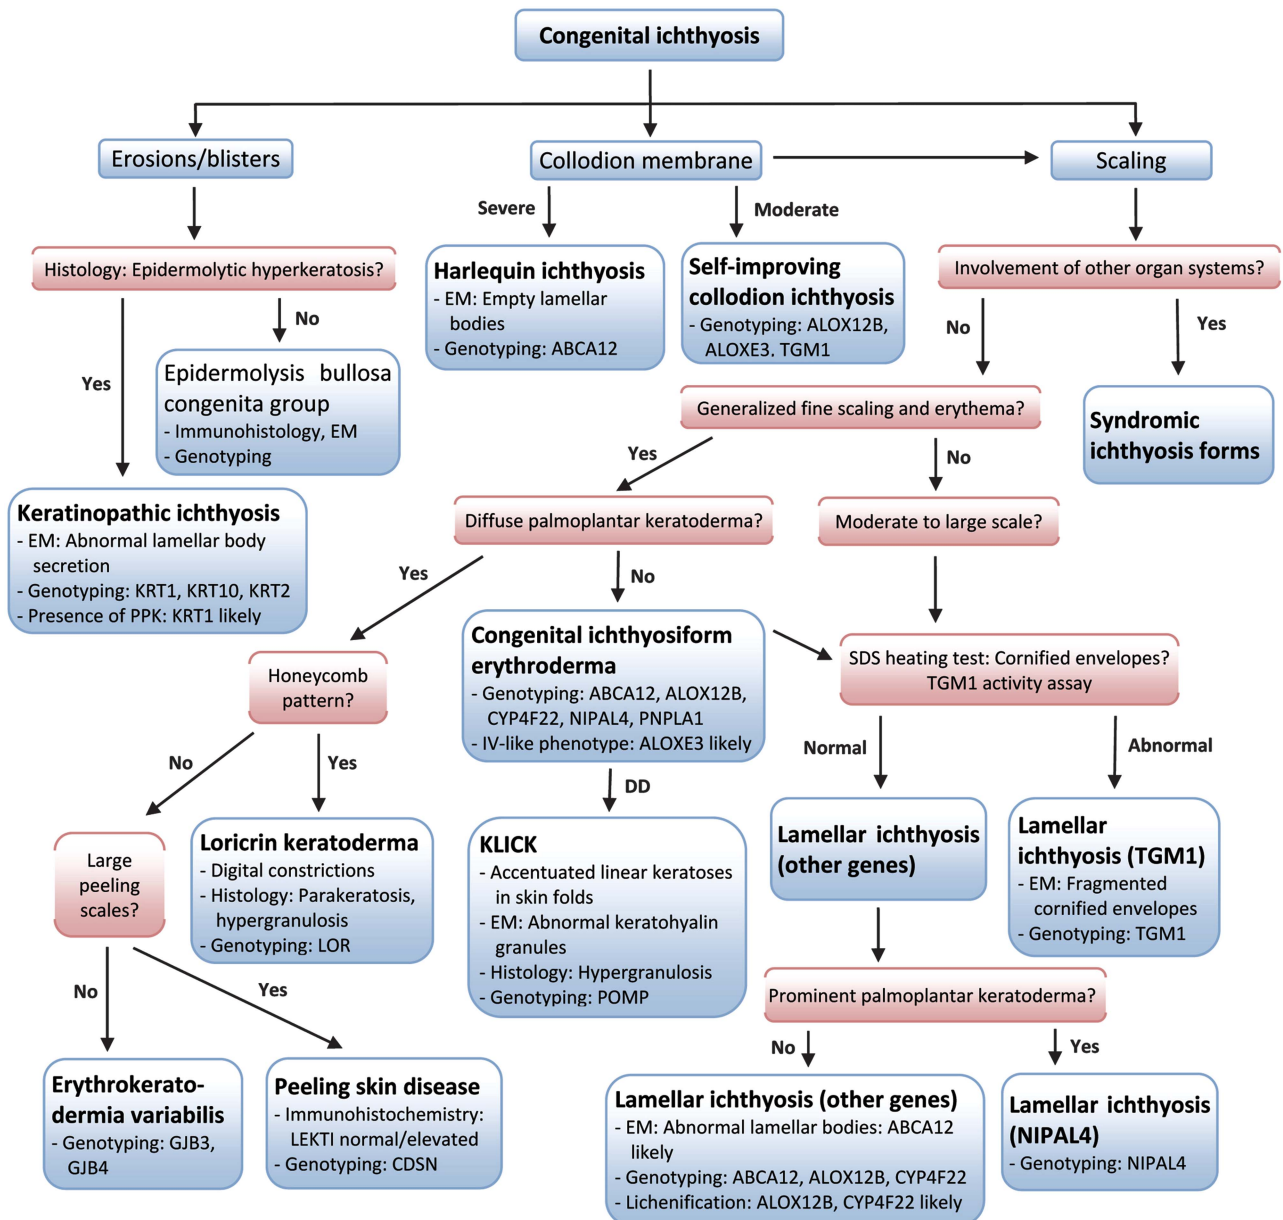 Congenital ichthyosis
Erosions/blisters
Collodion membrane
Scaling
Severe
Moderate
Histology: Epidermolytic hyperkeratosis?
Harlequin ichthyosis
- EM: Empty lamellar
bodies
- Genotyping: ABCA12
Self-improving
collodion ichthyosis
- Genotyping: ALOX12B,
ALOXE3. TGM1
Involvement of other organ systems?
No
Yes
No
Yes
Epidermolysis bullosa
congenita group
- Immunohistology, EM
- Genotyping
Generalized fine scaling and erythema?
Syndromic
ichthyosis forms
Yes
No
Keratinopathic ichthyosis
- EM: Abnormal lamellar body
secretion
- Genotyping: KRT1, KRT10, KRT2
- Presence of PPK: KRT1 likely
Diffuse palmoplantar keratoderma?
Moderate to large scale?
Yes
No
Honeycomb
pattern?
Congenital ichthyosiform
erythroderma
- Genotyping: ABCA12, ALOX12B,
CYP4F22, NIPAL4, PNPLA1
- IV-like phenotype: ALOXE3 likely
SDS heating test: Cornified envelopes?
TGM1 activity assay
No
Yes
DD
Normal
Abnormal
Large
peeling
scales?
Loricrin keratoderma
- Digital constrictions
- Histology: Parakeratosis,
hypergranulosis
- Genotyping: LOR
KLICK
- Accentuated linear keratoses
in skin folds
- EM: Abnormal keratohyalin
granules
- Histology: Hypergranulosis
- Genotyping: POMP
Lamellar ichthyosis
(other genes)
Lamellar
ichthyosis (TGM1)
- EM: Fragmented
cornified envelopes
- Genotyping: TGM1
No
Yes
Prominent palmoplantar keratoderma?
No
Yes
Erythrokerato-
dermia variabilis
- Genotyping: GJB3,
GJB4
Peeling skin disease
- Immunohistochemistry:
LEKTI normal/elevated
- Genotyping: CDSN
Lamellar ichthyosis (other genes)
- EM: Abnormal lamellar bodies: ABCA12
likely
- Genotyping: ABCA12, ALOX12B, CYP4F22
- Lichenification: ALOX12B, CYP4F22 likely
Lamellar ichthyosis
(NIPAL4)
- Genotyping: NIPAL4